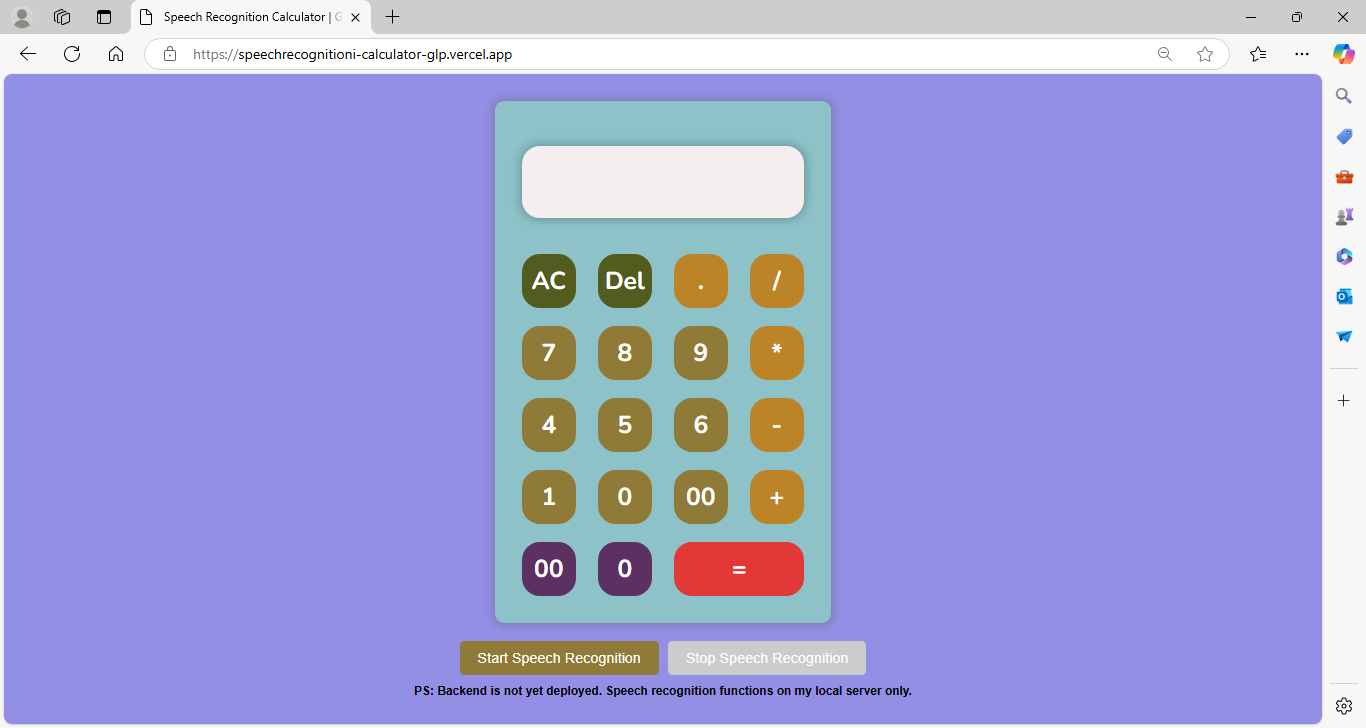 Speech Recognition Calculator | G
https://speechrecognitioni-calculator-glp.vercel.app
AC Del . /
7 8 9 *
4 5 6 -
1 0 00 +
00 0 =
Start Speech Recognition Stop Speech Recognition
PS: Backend is not yet deployed. Speech recognition functions on my local server only.